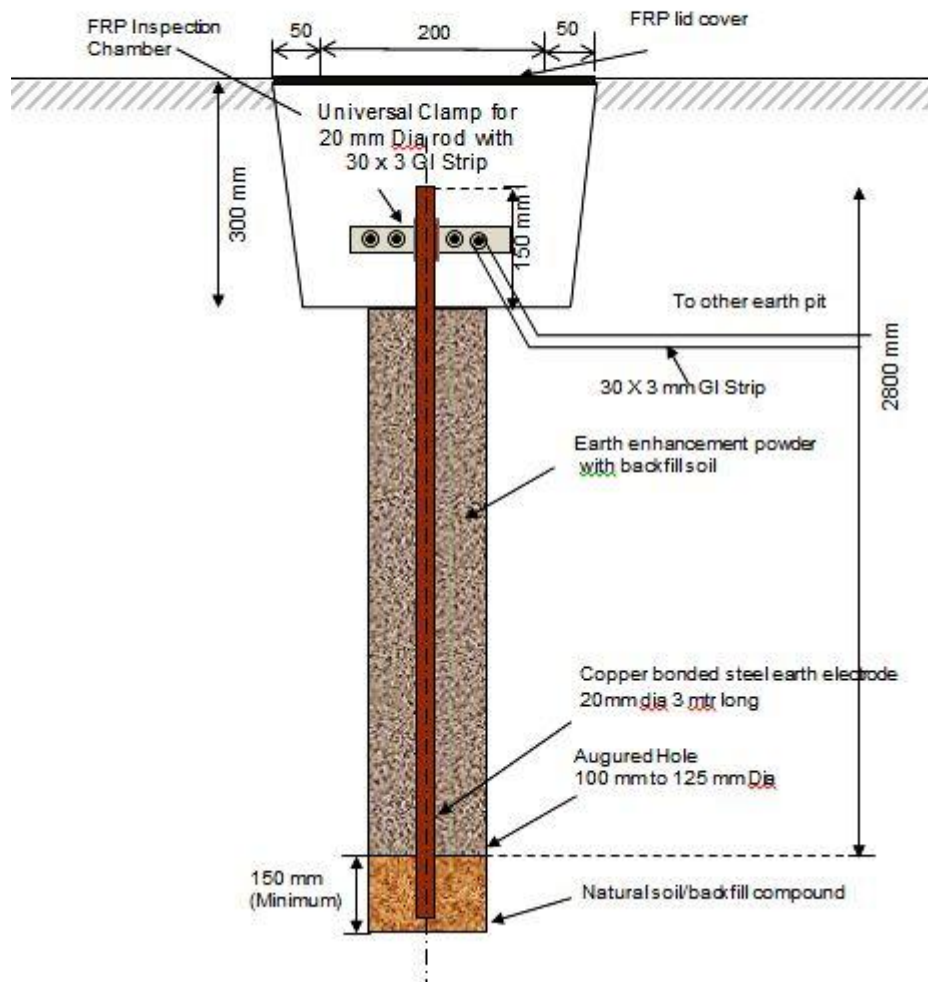 FRP Inspection
Chamber
50
200
50
FRP lid cover
Universal Clamp for
20 mm Dia rod with
30 x 3 GI Strip
300 mm
150 mm
To other earth pit
2800 mm
30 X 3 mm GI Strip
Earth enhancement powder
with backfill soil
Copper bonded steel earth electrode
20mm dia 3 mtr long
Augured Hole
100 mm to 125 mm Dia
150 mm
(Minimum)
Natural soil/backfill compound